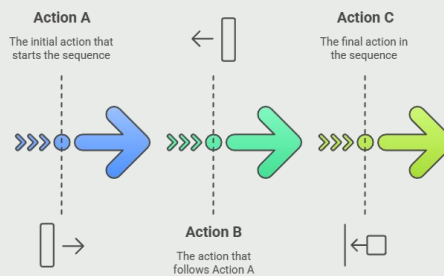 Action A
The initial action that
starts the sequence
Action C
The final action in
the sequence
Action B
The action that
follows Action A